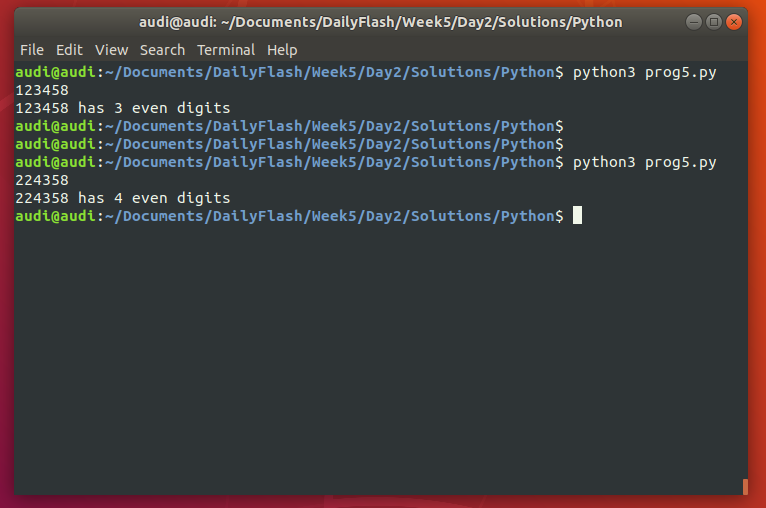 audi@audi: ~/Documents/DailyFlash/Week5/Day2/Solutions/Python
File Edit View Search Terminal Help
audi@audi:~/Documents/DailyFlash/Week5/Day2/Solutions/Python$ python3 prog5.py
123458
123458 has 3 even digits
audi@audi:~/Documents/DailyFlash/Week5/Day2/Solutions/Python$
audi@audi:~/Documents/DailyFlash/Week5/Day2/Solutions/Python$
audi@audi:~/Documents/DailyFlash/Week5/Day2/Solutions/Python$ python3 prog5.py
224358
224358 has 4 even digits
audi@audi:~/Documents/DailyFlash/Week5/Day2/Solutions/Python$